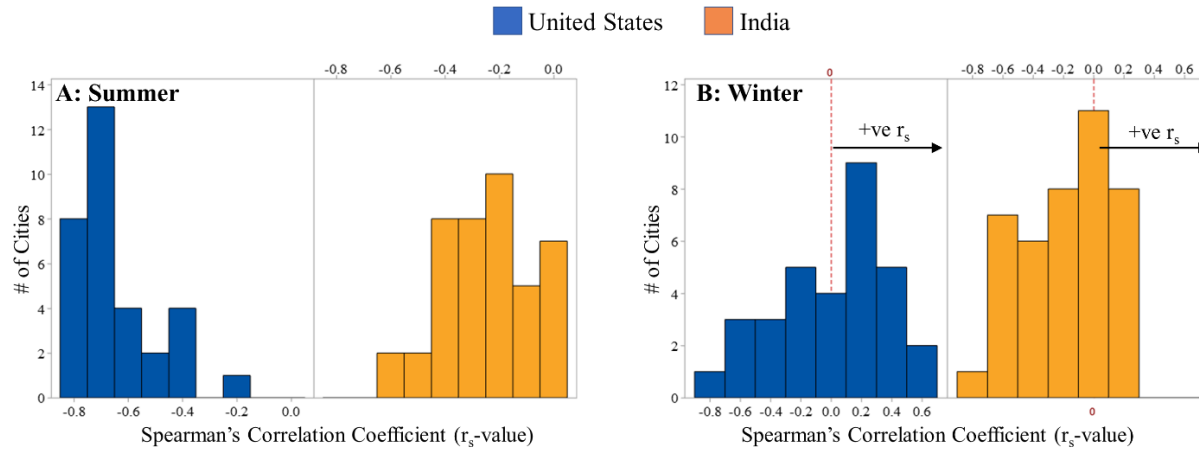 United States India
A: Summer
-0.8 -0.6 -0.4 -0.2 0.0
14
12
10
8
6
4
2
0
# of Cities
-0.8 -0.6 -0.4 -0.2 0.0
Spearman's Correlation Coefficient (rs-value)
B: Winter
0
-0.8 -0.6 -0.4 -0.2 0.0 0.2 0.4 0.6
+ve rs
+ve rs
12
10
8
6
4
2
0
# of Cities
-0.8 -0.6 -0.4 -0.2 0.0 0.2 0.4 0.6
0
Spearman's Correlation Coefficient (rs-value)